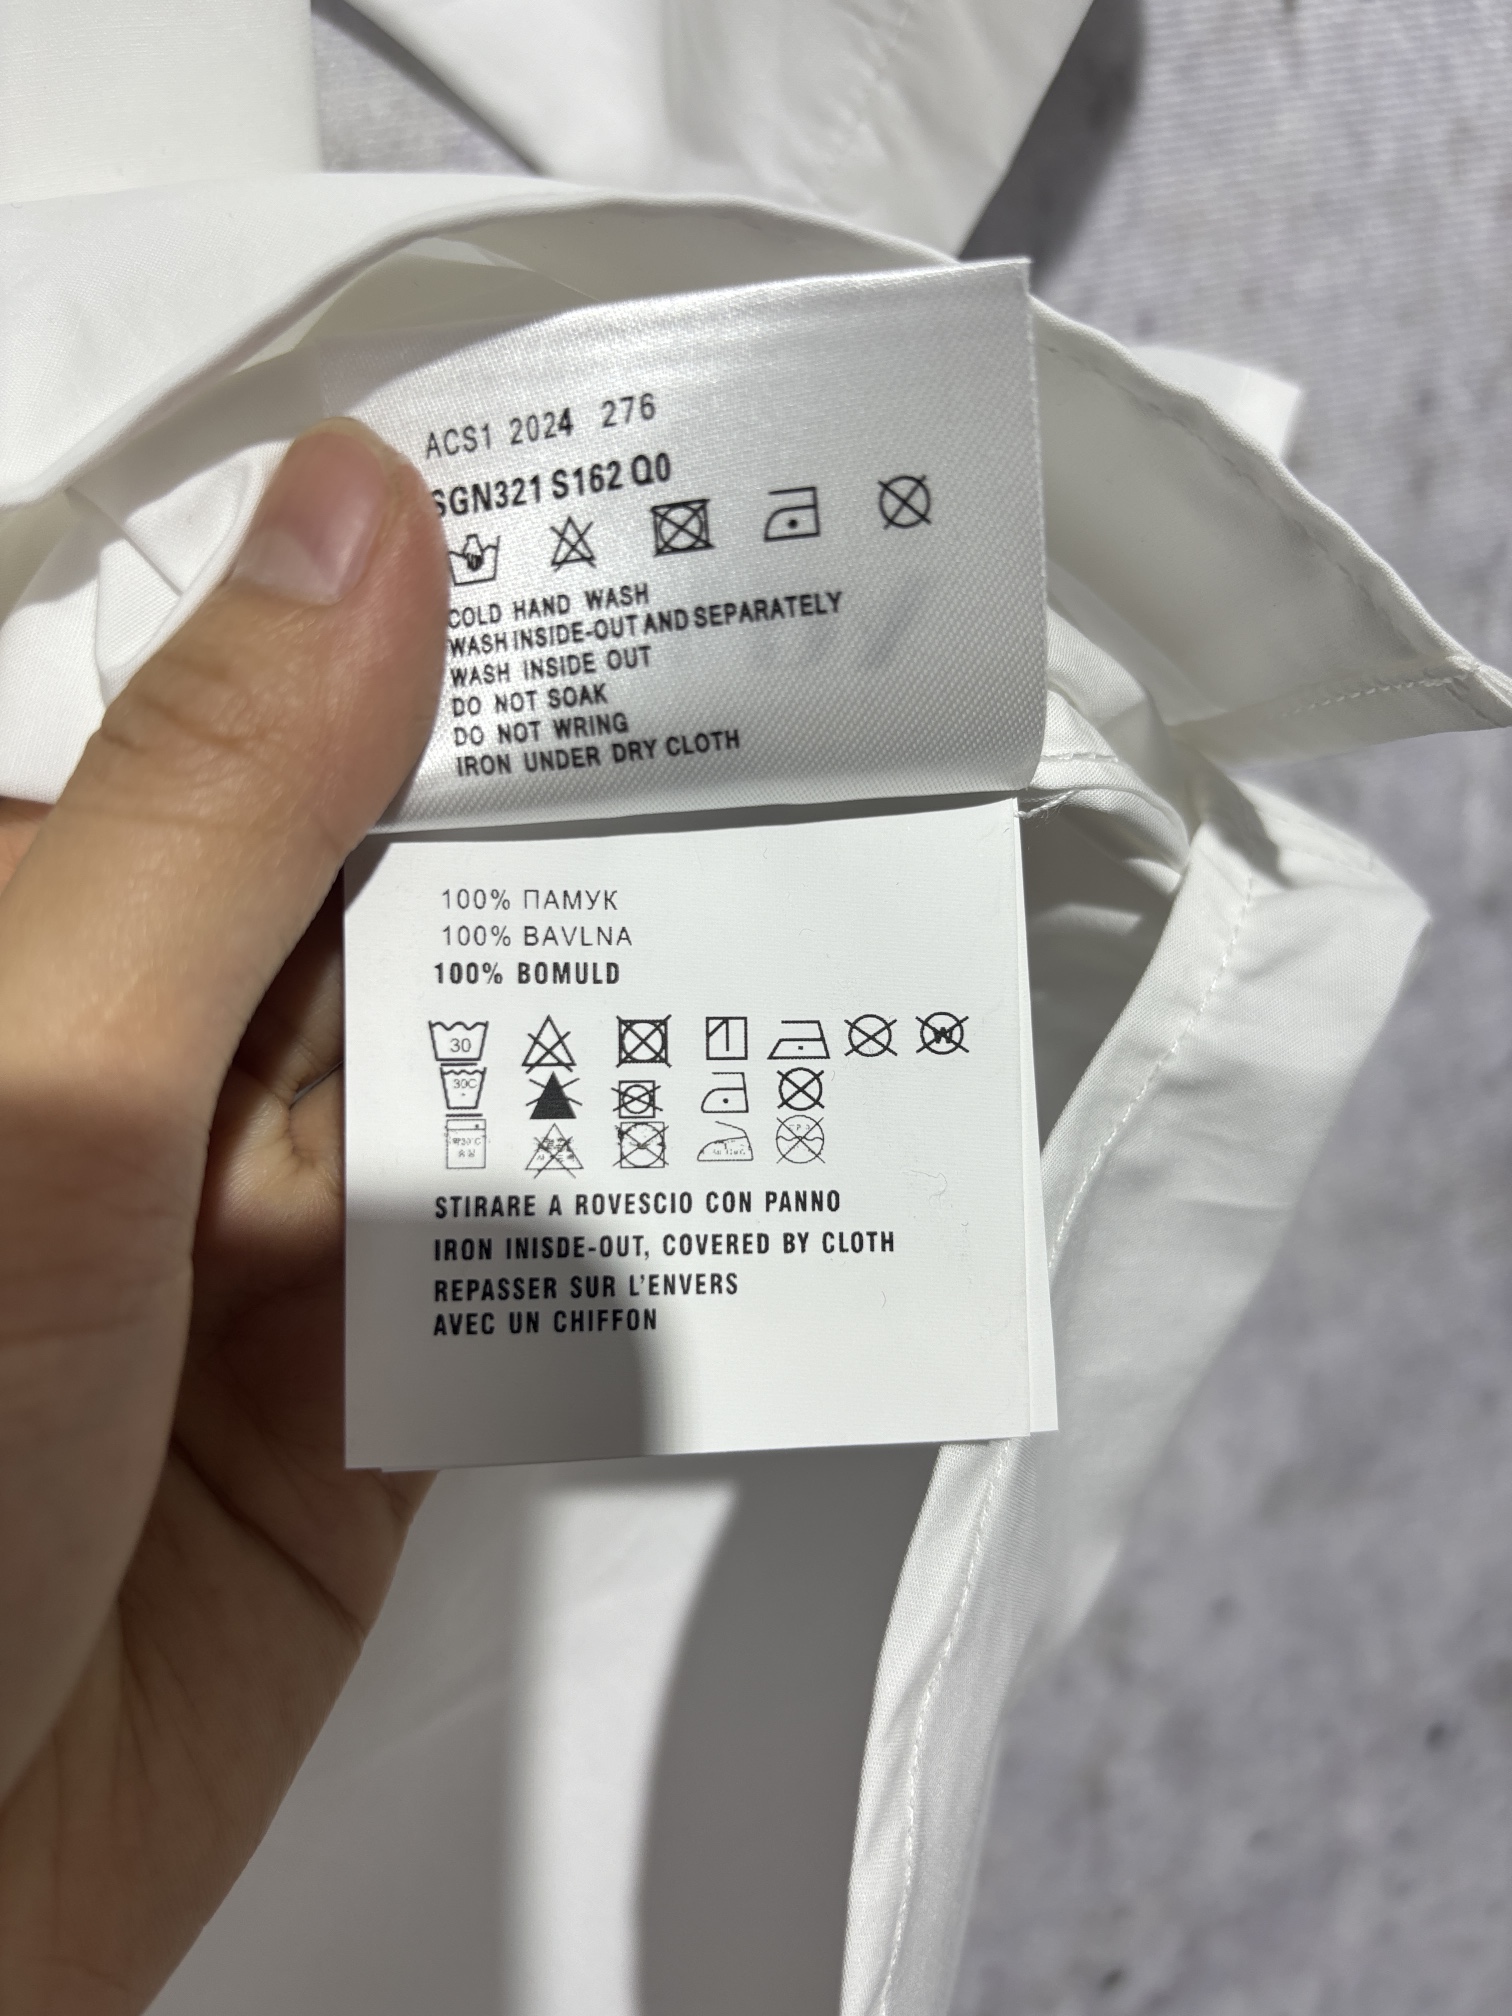 ACS1 2024 276
SGN321 S162 Q0
COLD HAND WASH
WASH INSIDE-OUT AND SEPARATELY
WASH INSIDE OUT
DO NOT SOAK
DO NOT WRING
IRON UNDER DRY CLOTH
100% ПАМУК
100% BAVLNA
100% BOMULD
30
W
30C
STIRARE A ROVESCIO CON PANNO
IRON INISDE-OUT, COVERED BY CLOTH
REPASSER SUR L'ENVERS
AVEC UN CHIFFON